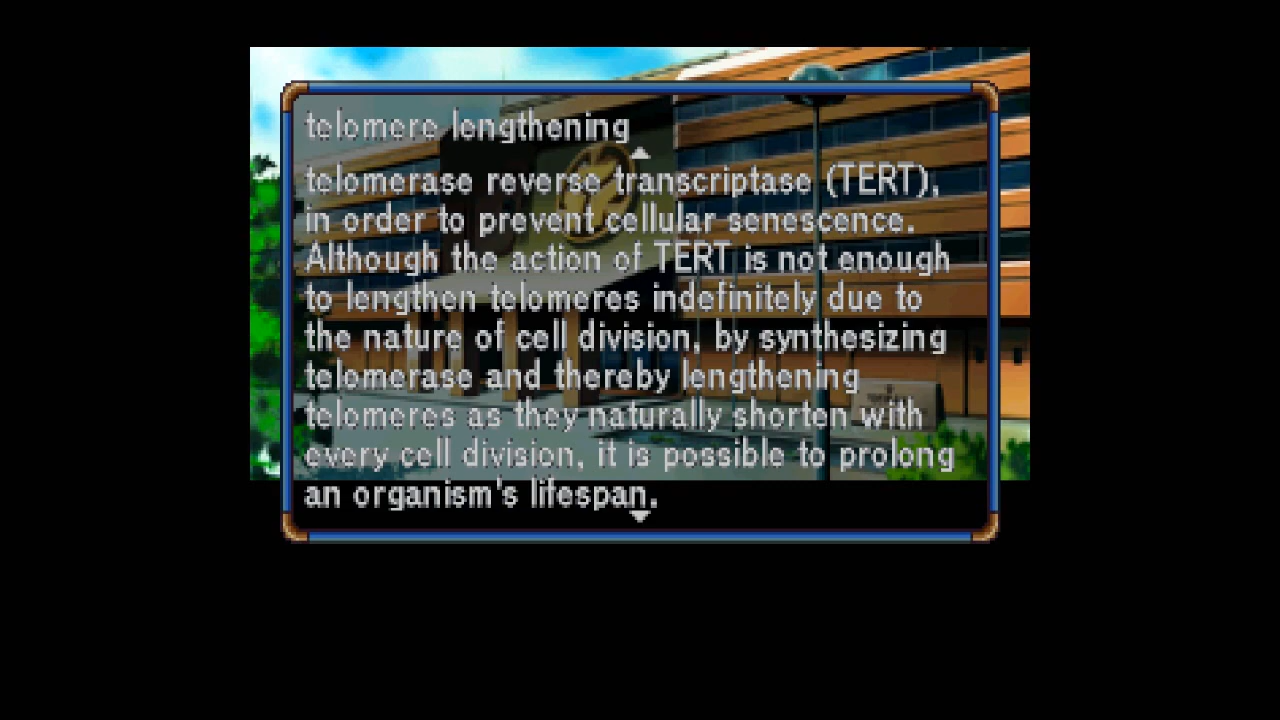 telomere lengthening
telomerase reverse transcriptase (TERT),
in order to prevent cellular senescence.
Although the action of TERT is not enough
to lengthen telomeres indefinitely due to
the nature of cell division, by synthesizing
telomerase and thereby lengthening
telomeres as they naturally shorten with
every cell division, it is possible to prolong
an organism's lifespan.